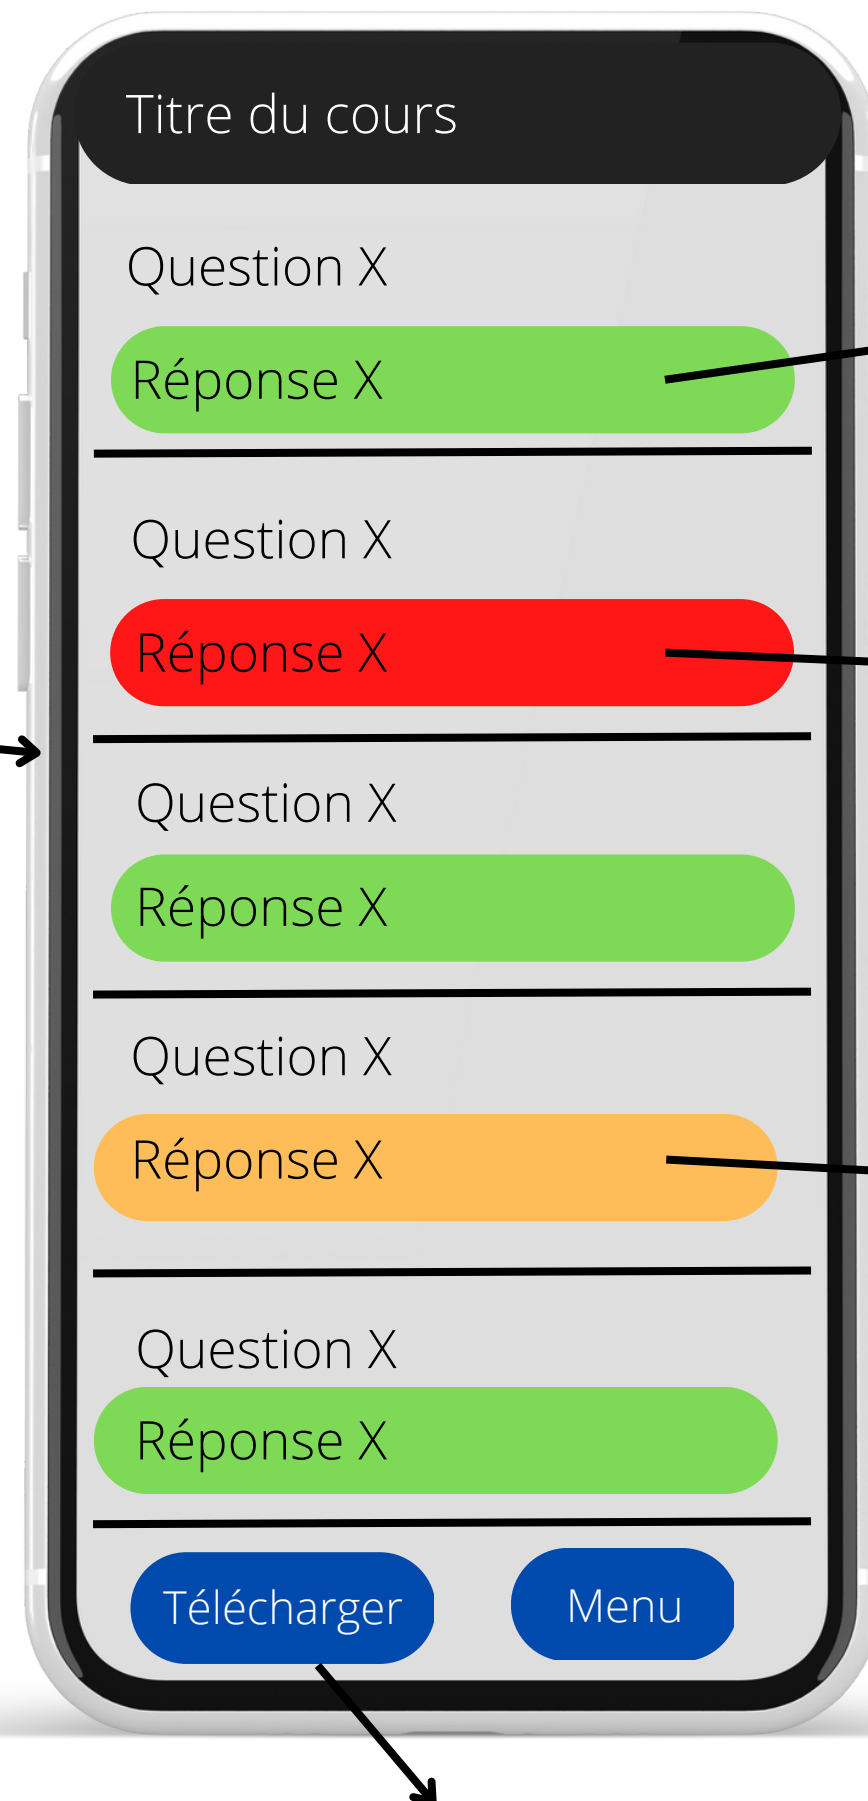 Titre du cours
Question X
Réponse X
Question X
Réponse X
Question X
Réponse X
Question X
Réponse X
Question X
Réponse X
Télécharger
Menu